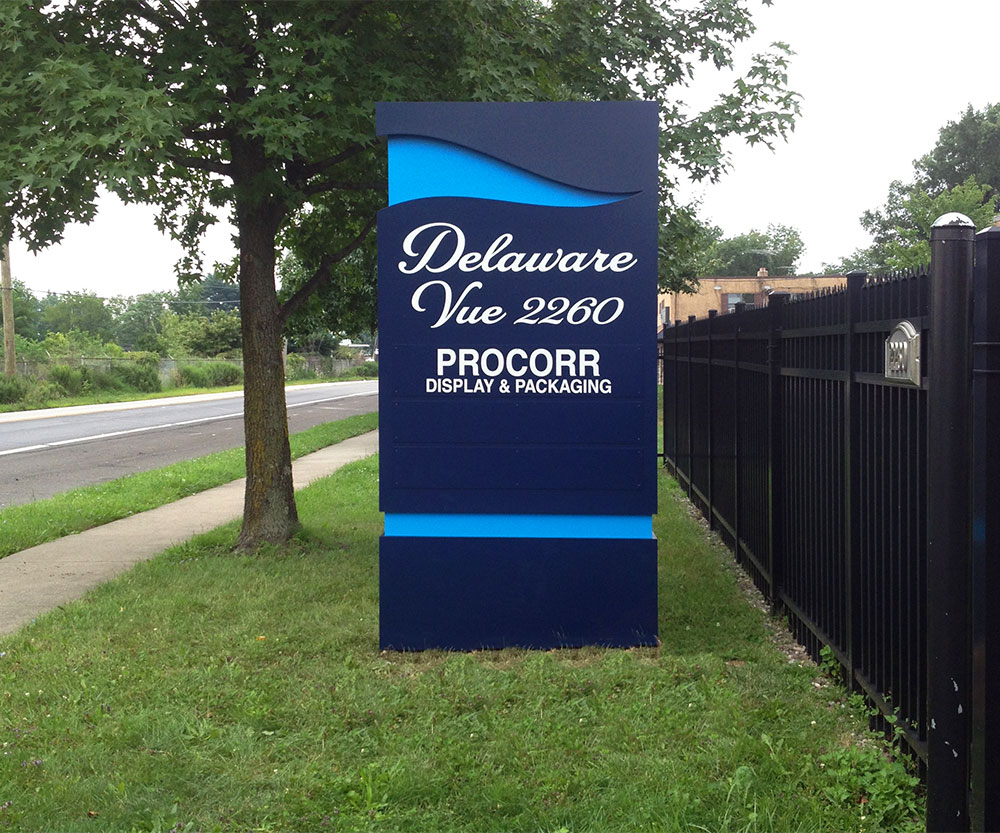 Delaware
Vue 2260
PROCORR
DISPLAY & PACKAGING